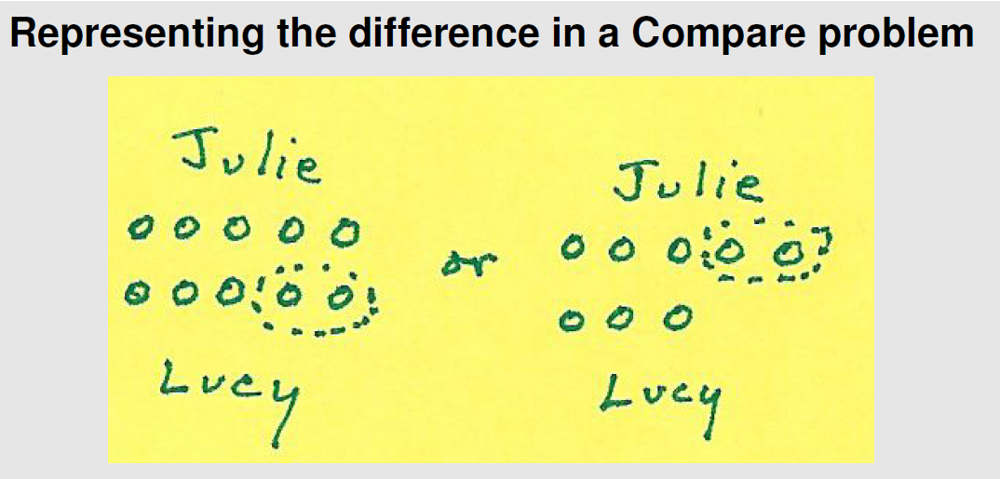 Representing the difference in a Compare problem
Julie
or
Lucy
Julie
Lucy